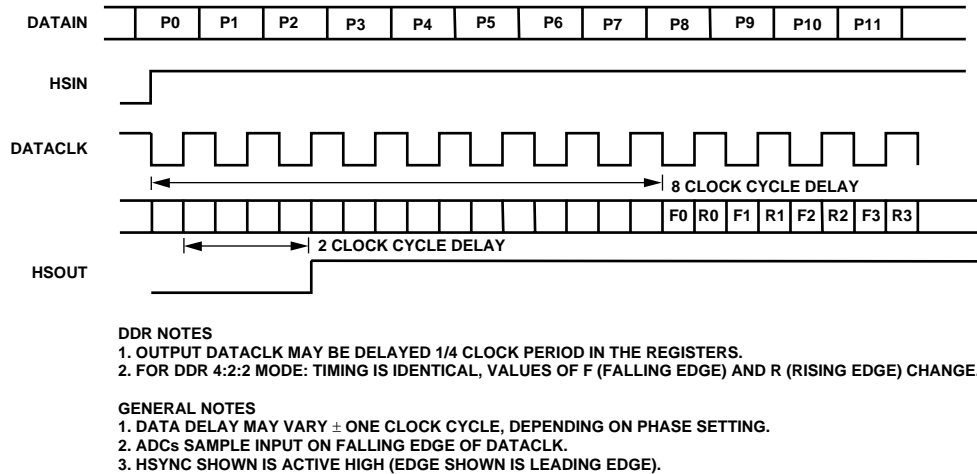 DATAIN P0 P1 P2 P3 P4 P5 P6 P7 P8 P9 P10 P11
HSIN
DATACLK
8 CLOCK CYCLE DELAY
F0 R0 F1 R1 F2 R2 F3 R3
2 CLOCK CYCLE DELAY
HSOUT
DDR NOTES
1. OUTPUT DATACLK MAY BE DELAYED 1/4 CLOCK PERIOD IN THE REGISTERS.
2. FOR DDR 4:2:2 MODE: TIMING IS IDENTICAL, VALUES OF F (FALLING EDGE) AND R (RISING EDGE) CHANGE.
GENERAL NOTES
1. DATA DELAY MAY VARY ± ONE CLOCK CYCLE, DEPENDING ON PHASE SETTING.
2. ADCs SAMPLE INPUT ON FALLING EDGE OF DATACLK.
3. HSYNC SHOWN IS ACTIVE HIGH (EDGE SHOWN IS LEADING EDGE).